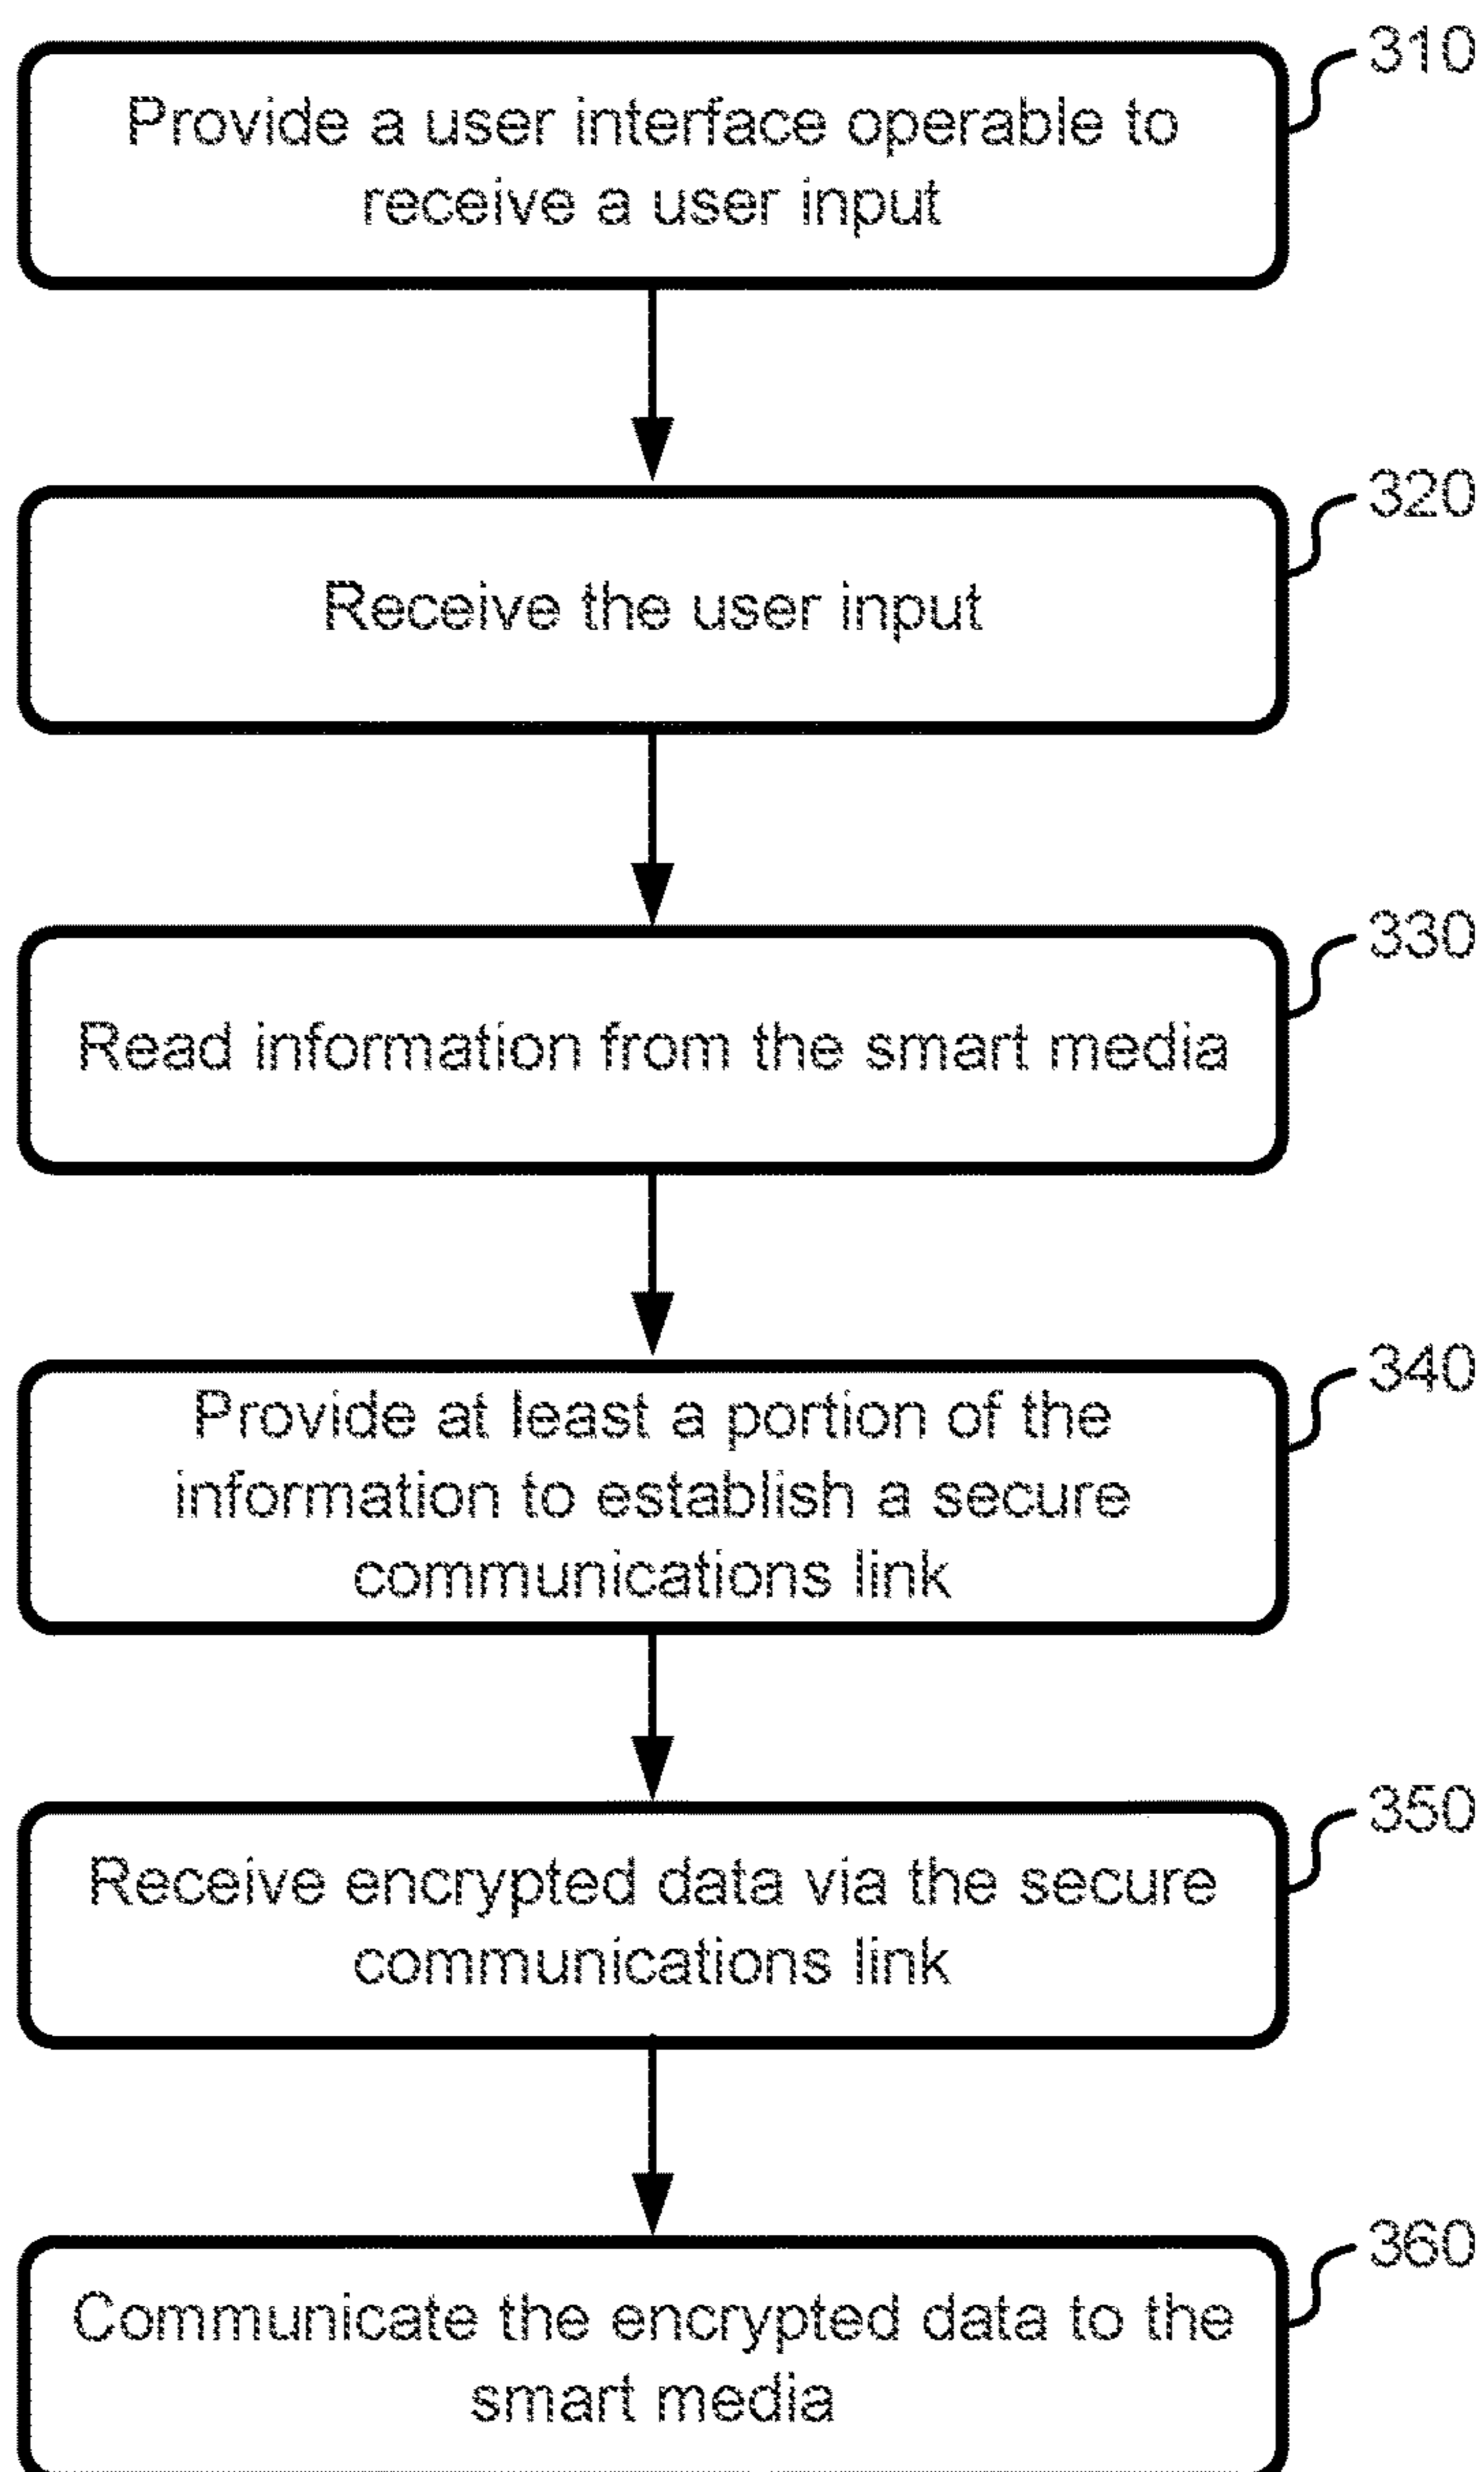 310
Provide a user interface operable to
receive a user input
320
Receive the user input
330
Read information from the smart media
340
Provide at least a portion of the
information to establish a secure
communications link
350
Receive encrypted data via the secure
communications link
360
Communicate the encrypted data to the
smart media